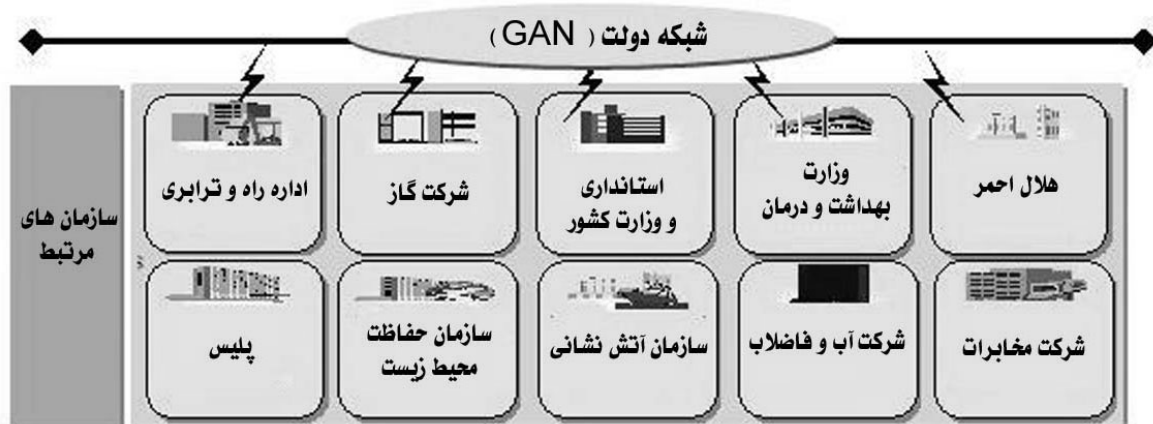 شبکه دولت ( GAN )
هلال احمر
وزارت
بهداشت و درمان
استانداری
و وزارت کشور
شرکت گاز
اداره راه و ترابری
سازمان های
مرتبط
شرکت مخابرات
شرکت آب و فاضلاب
سازمان آتش نشانی
سازمان حفاظت
محیط زیست
پلیس